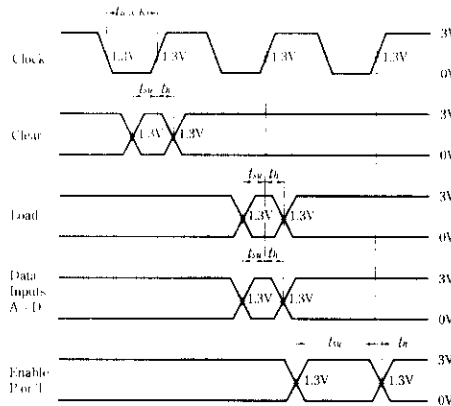 3V
1.3V 1.3V 1.3V 1.3V
Clock
0V
tsu th
3V
Clear 1.3V 1.3V
0V
tsu th
3V
Load 1.3V 1.3V
0V
tsu th
Data
Inputs
A - D
3V
1.3V 1.3V
0V
tsu th
Enable
P or T
3V
1.3V 1.3V
0V